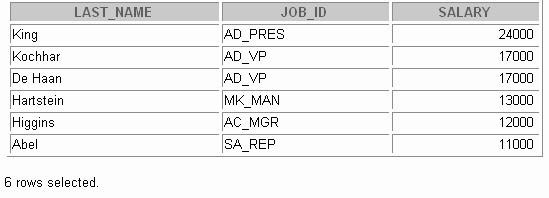 LAST_NAME JOB_ID SALARY
King AD_PRES 24000
Kochhar AD_VP 17000
De Haan AD_VP 17000
Hartstein MK_MAN 13000
Higgins AC_MGR 12000
Abel SA_REP 11000
6 rows selected.